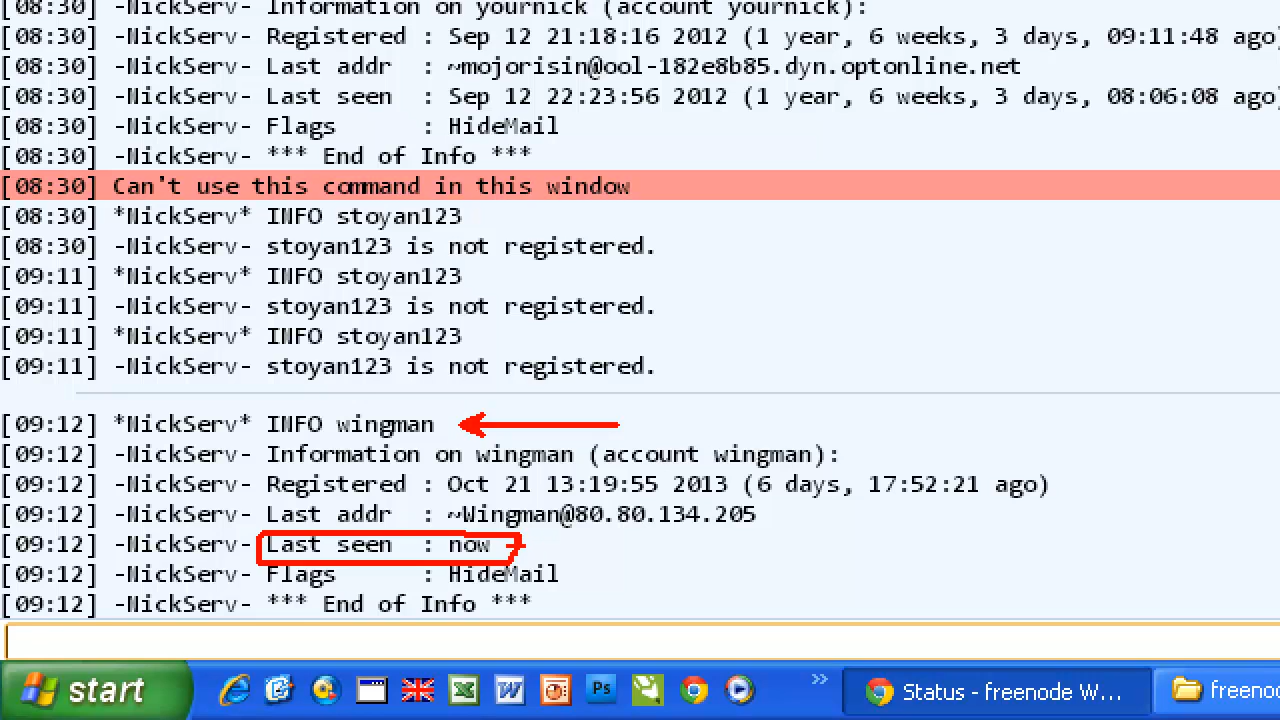 [08:30] -NickServ- Information on yournick (account yournick):
[08:30] -NickServ- Registered : Sep 12 21:18:16 2012 (1 year, 6 weeks, 3 days, 09:11:48 ago)
[08:30] -NickServ- Last addr  : ~mojorisin@ool-182e8b85.dyn.optonline.net
[08:30] -NickServ- Last seen  : Sep 12 22:23:56 2012 (1 year, 6 weeks, 3 days, 08:06:08 ago)
[08:30] -NickServ- Flags      : HideMail
[08:30] -NickServ- *** End of Info ***
[08:30] Can't use this command in this window
[08:30] *NickServ* INFO stoyan123
[08:30] -NickServ- stoyan123 is not registered.
[09:11] *NickServ* INFO stoyan123
[09:11] -NickServ- stoyan123 is not registered.
[09:11] *NickServ* INFO stoyan123
[09:11] -NickServ- stoyan123 is not registered.
[09:12] *NickServ* INFO wingman
[09:12] -NickServ- Information on wingman (account wingman):
[09:12] -NickServ- Registered : Oct 21 13:19:55 2013 (6 days, 17:52:21 ago)
[09:12] -NickServ- Last addr  : ~Wingman@80.80.134.205
[09:12] -NickServ- Last seen  : now
[09:12] -NickServ- Flags      : HideMail
[09:12] -NickServ- *** End of Info ***
start Ps » Status - freenode W... freeno